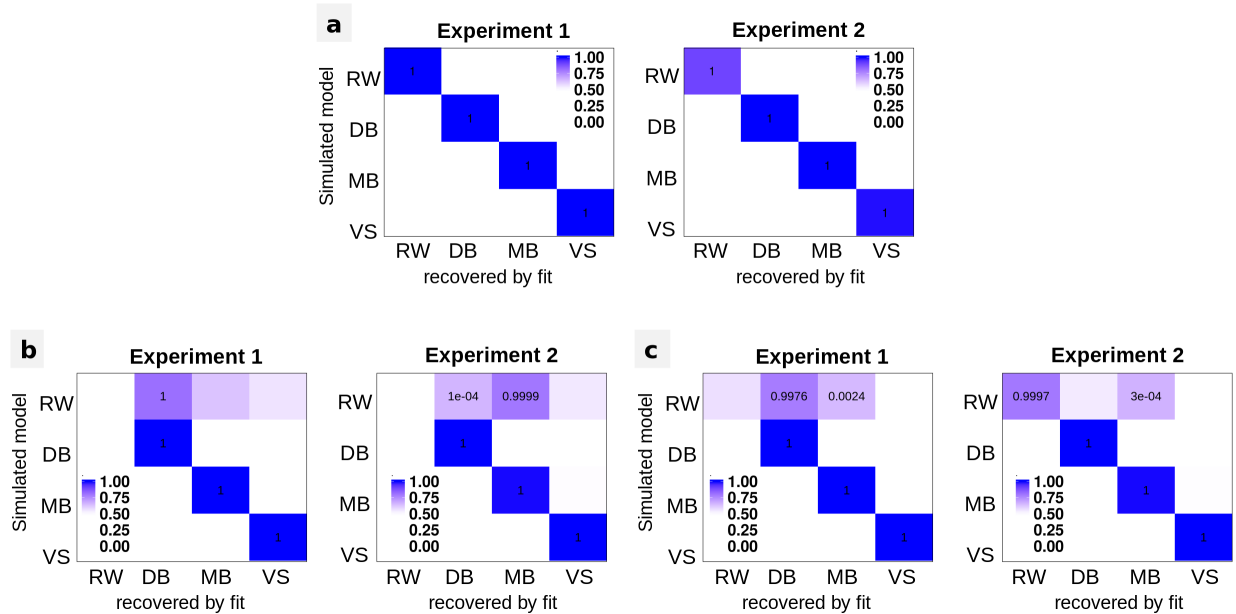 a
Experiment 1
Experiment 2
Simulated model
RW
DB
MB
VS
1
1
1
1
1.00
0.75
0.50
0.25
0.00
RW DB MB VS
recovered by fit
RW
DB
MB
VS
1
1
1
1
1.00
0.75
0.50
0.25
0.00
RW DB MB VS
recovered by fit
b
Experiment 1
Simulated model
RW
DB
MB
VS
1
1
1
1
1.00
0.75
0.50
0.25
0.00
RW DB MB VS
recovered by fit
Experiment 2
RW
DB
MB
VS
1e-04 0.9999
1
1
1
1.00
0.75
0.50
0.25
0.00
RW DB MB VS
recovered by fit
c
Experiment 1
Simulated model
RW
DB
MB
VS
0.9976 0.0024
1
1
1
1.00
0.75
0.50
0.25
0.00
RW DB MB VS
recovered by fit
Experiment 2
RW
DB
MB
VS
0.9997 3e-04
1
1
1
1.00
0.75
0.50
0.25
0.00
RW DB MB VS
recovered by fit